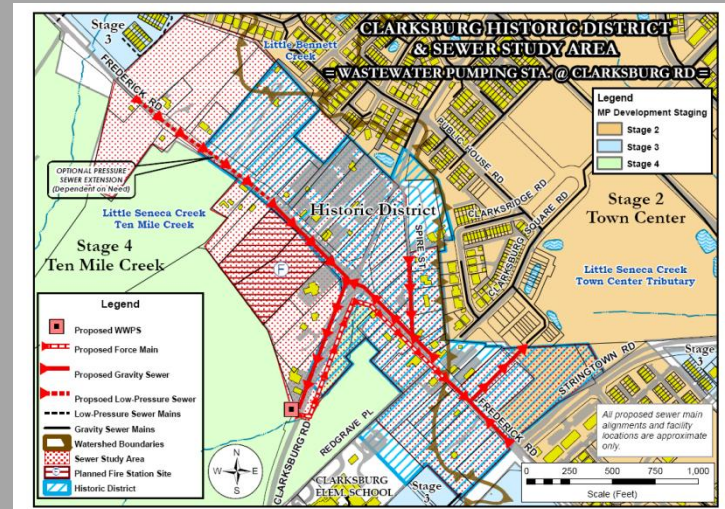 CLARKSBURG HISTORIC DISTRICT
& SEWER STUDY AREA
= WASTEWATER PUMPING STA. @ CLARKSBURG RD =
Stage
3
FREDERICK RD
Little Bennett
Creek
Legend
MP Development Staging
Stage 2
Stage 3
Stage 4
PUBLIC HOUSE RD
OPTIONAL PRESSURE
SEWER EXTENSION
(Dependent on Need)
CLARKSRIDGE RD
Little Seneca Creek
Ten Mile Creek
Historic District
Stage 2
Town Center
Stage 4
Ten Mile Creek
SPIRE ST
CLARKSBURG SQUARE RD
F
Little Seneca Creek
Town Center Tributary
Legend
Proposed WWPS
Proposed Force Main
Proposed Gravity Sewer
Proposed Low-Pressure Sewer
Low-Pressure Sewer Mains
Gravity Sewer Mains
Watershed Boundaries
Sewer Study Area
F
Planned Fire Station Site
Historic District
Stage
3
STRINGTOWN RD
FREDERICK RD
All proposed sewer main
alignments and facility
locations are approximate
only.
CLARKSBURG RD
REDGRAVE PL
N
W E
S
CLARKSBURG
ELEM. SCHOOL
Stage
3
0 250 500 750 1,000
Scale (Feet)